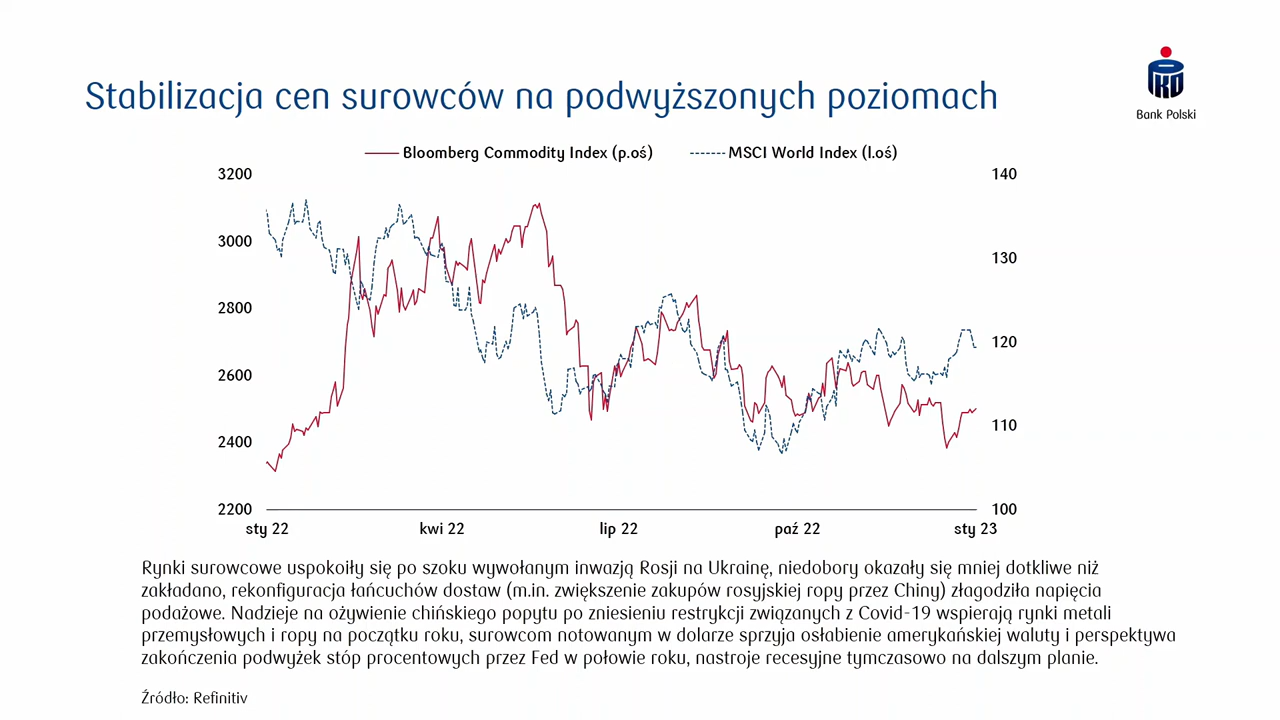 Stabilizacja cen surowców na podwyższonych poziomach
Bank Polski
Bloomberg Commodity Index (p.oś) MSCI World Index (l.oś)
3200 140
3000
130
2800
120
2600
2400
110
2200 100
sty 22 kwi 22 lip 22 paź 22 sty 23
Rynki surowcowe uspokoiły się po szoku wywołanym inwazją Rosji na Ukrainę, niedobory okazały się mniej dotkliwe niż
zakładano, rekonfiguracja łańcuchów dostaw (m.in. zwiększenie zakupów rosyjskiej ropy przez Chiny) złagodziła napięcia
podażowe. Nadzieje na ożywienie chińskiego popytu po zniesieniu restrykcji związanych z Covid-19 wspierają rynki metali
przemysłowych i ropy na początku roku, surowcom notowanym w dolarze sprzyja osłabienie amerykańskiej waluty i perspektywa
zakończenia podwyżek stóp procentowych przez Fed w połowie roku, nastroje recesyjne tymczasowo na dalszym planie.
Źródło: Refinitiv